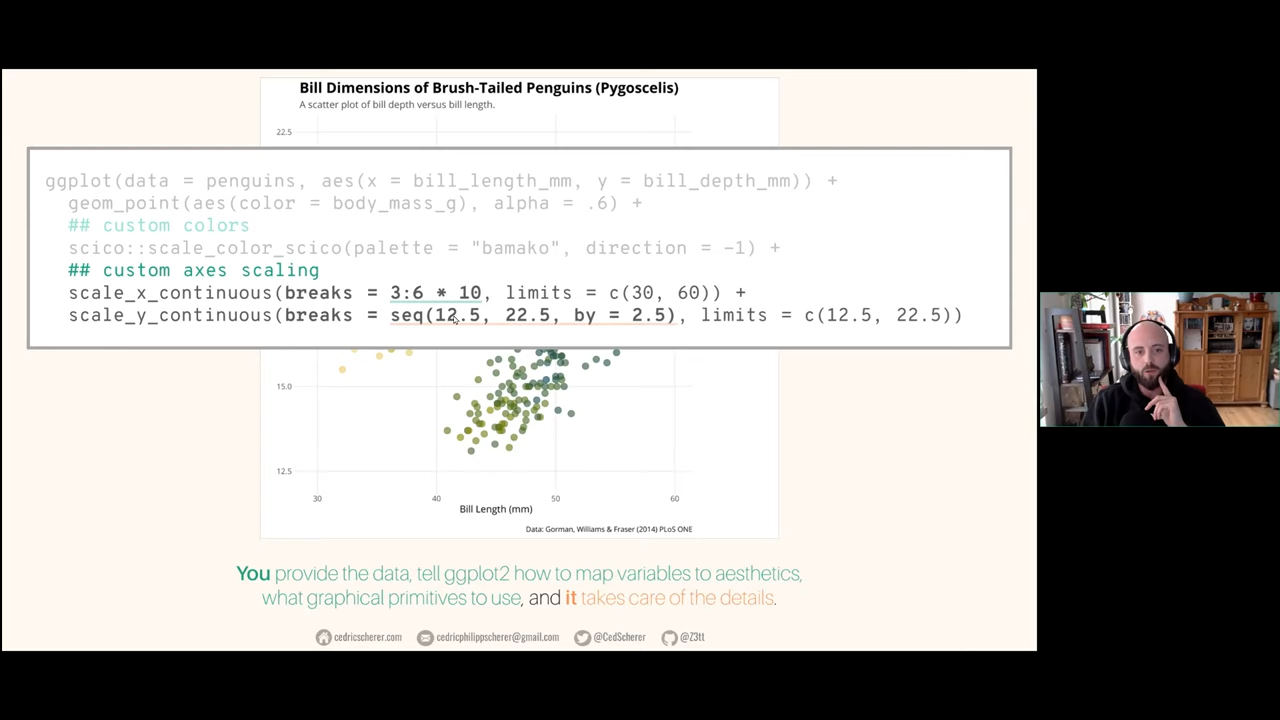 Bill Dimensions of Brush-Tailed Penguins (Pygoscelis)
A scatter plot of bill depth versus bill length.
22.5
ggplot(data = penguins, aes(x = bill_length_mm, y = bill_depth_mm)) +
geom_point(aes(color = body_mass_g), alpha = .6) +
## custom colors
scico::scale_color_scico(palette = "bamako", direction = -1) +
## custom axes scaling
scale_x_continuous(breaks = 3:6 * 10, limits = c(30, 60)) +
scale_y_continuous(breaks = seq(12.5, 22.5, by = 2.5), limits = c(12.5, 22.5))
15.0
12.5
30 40 50 60
Bill Length (mm)
Data: Gorman, Williams & Fraser (2014) PLoS ONE
You provide the data, tell ggplot2 how to map variables to aesthetics,
what graphical primitives to use, and it takes care of the details.
cedricscherer.com cedricphilippscherer@gmail.com @CedScherer @Z3tt